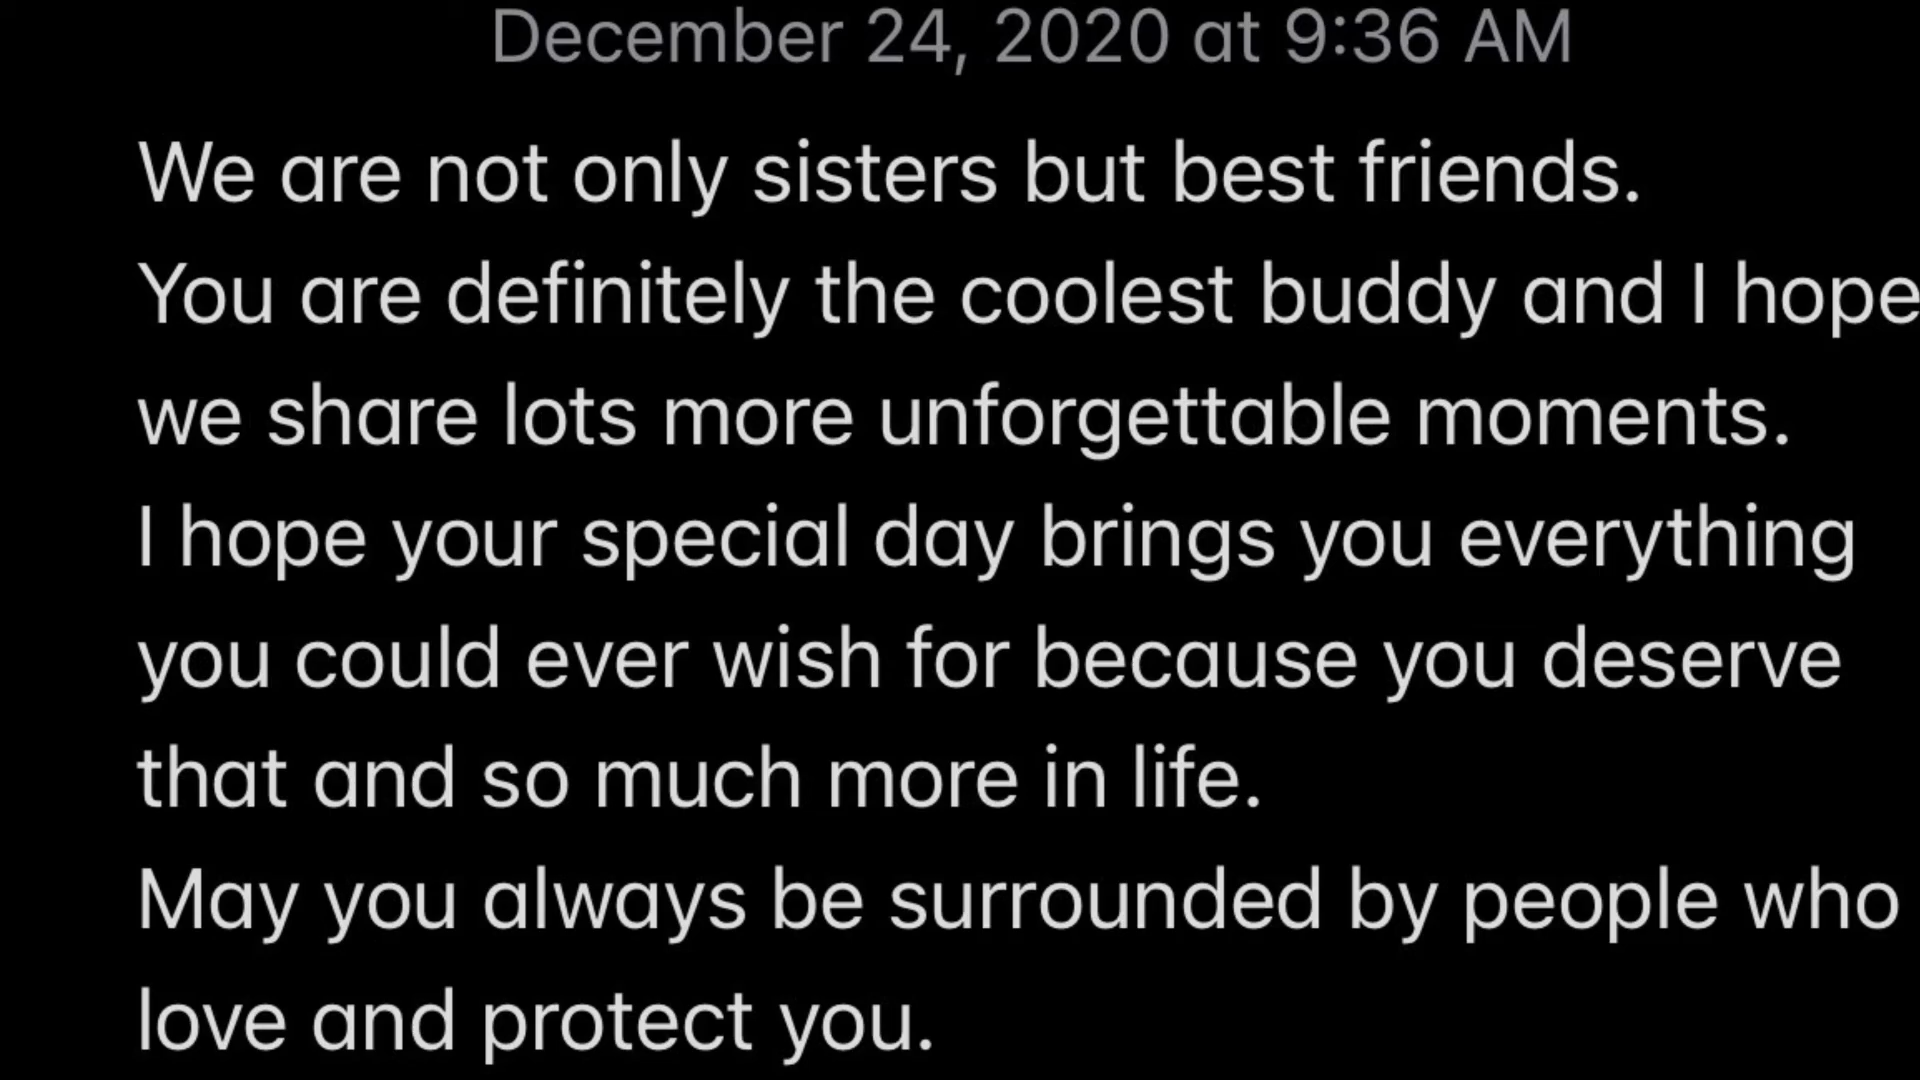 December 24, 2020 at 9:36 AM
We are not only sisters but best friends.
You are definitely the coolest buddy and I hope
we share lots more unforgettable moments.
I hope your special day brings you everything
you could ever wish for because you deserve
that and so much more in life.
May you always be surrounded by people who
love and protect you.